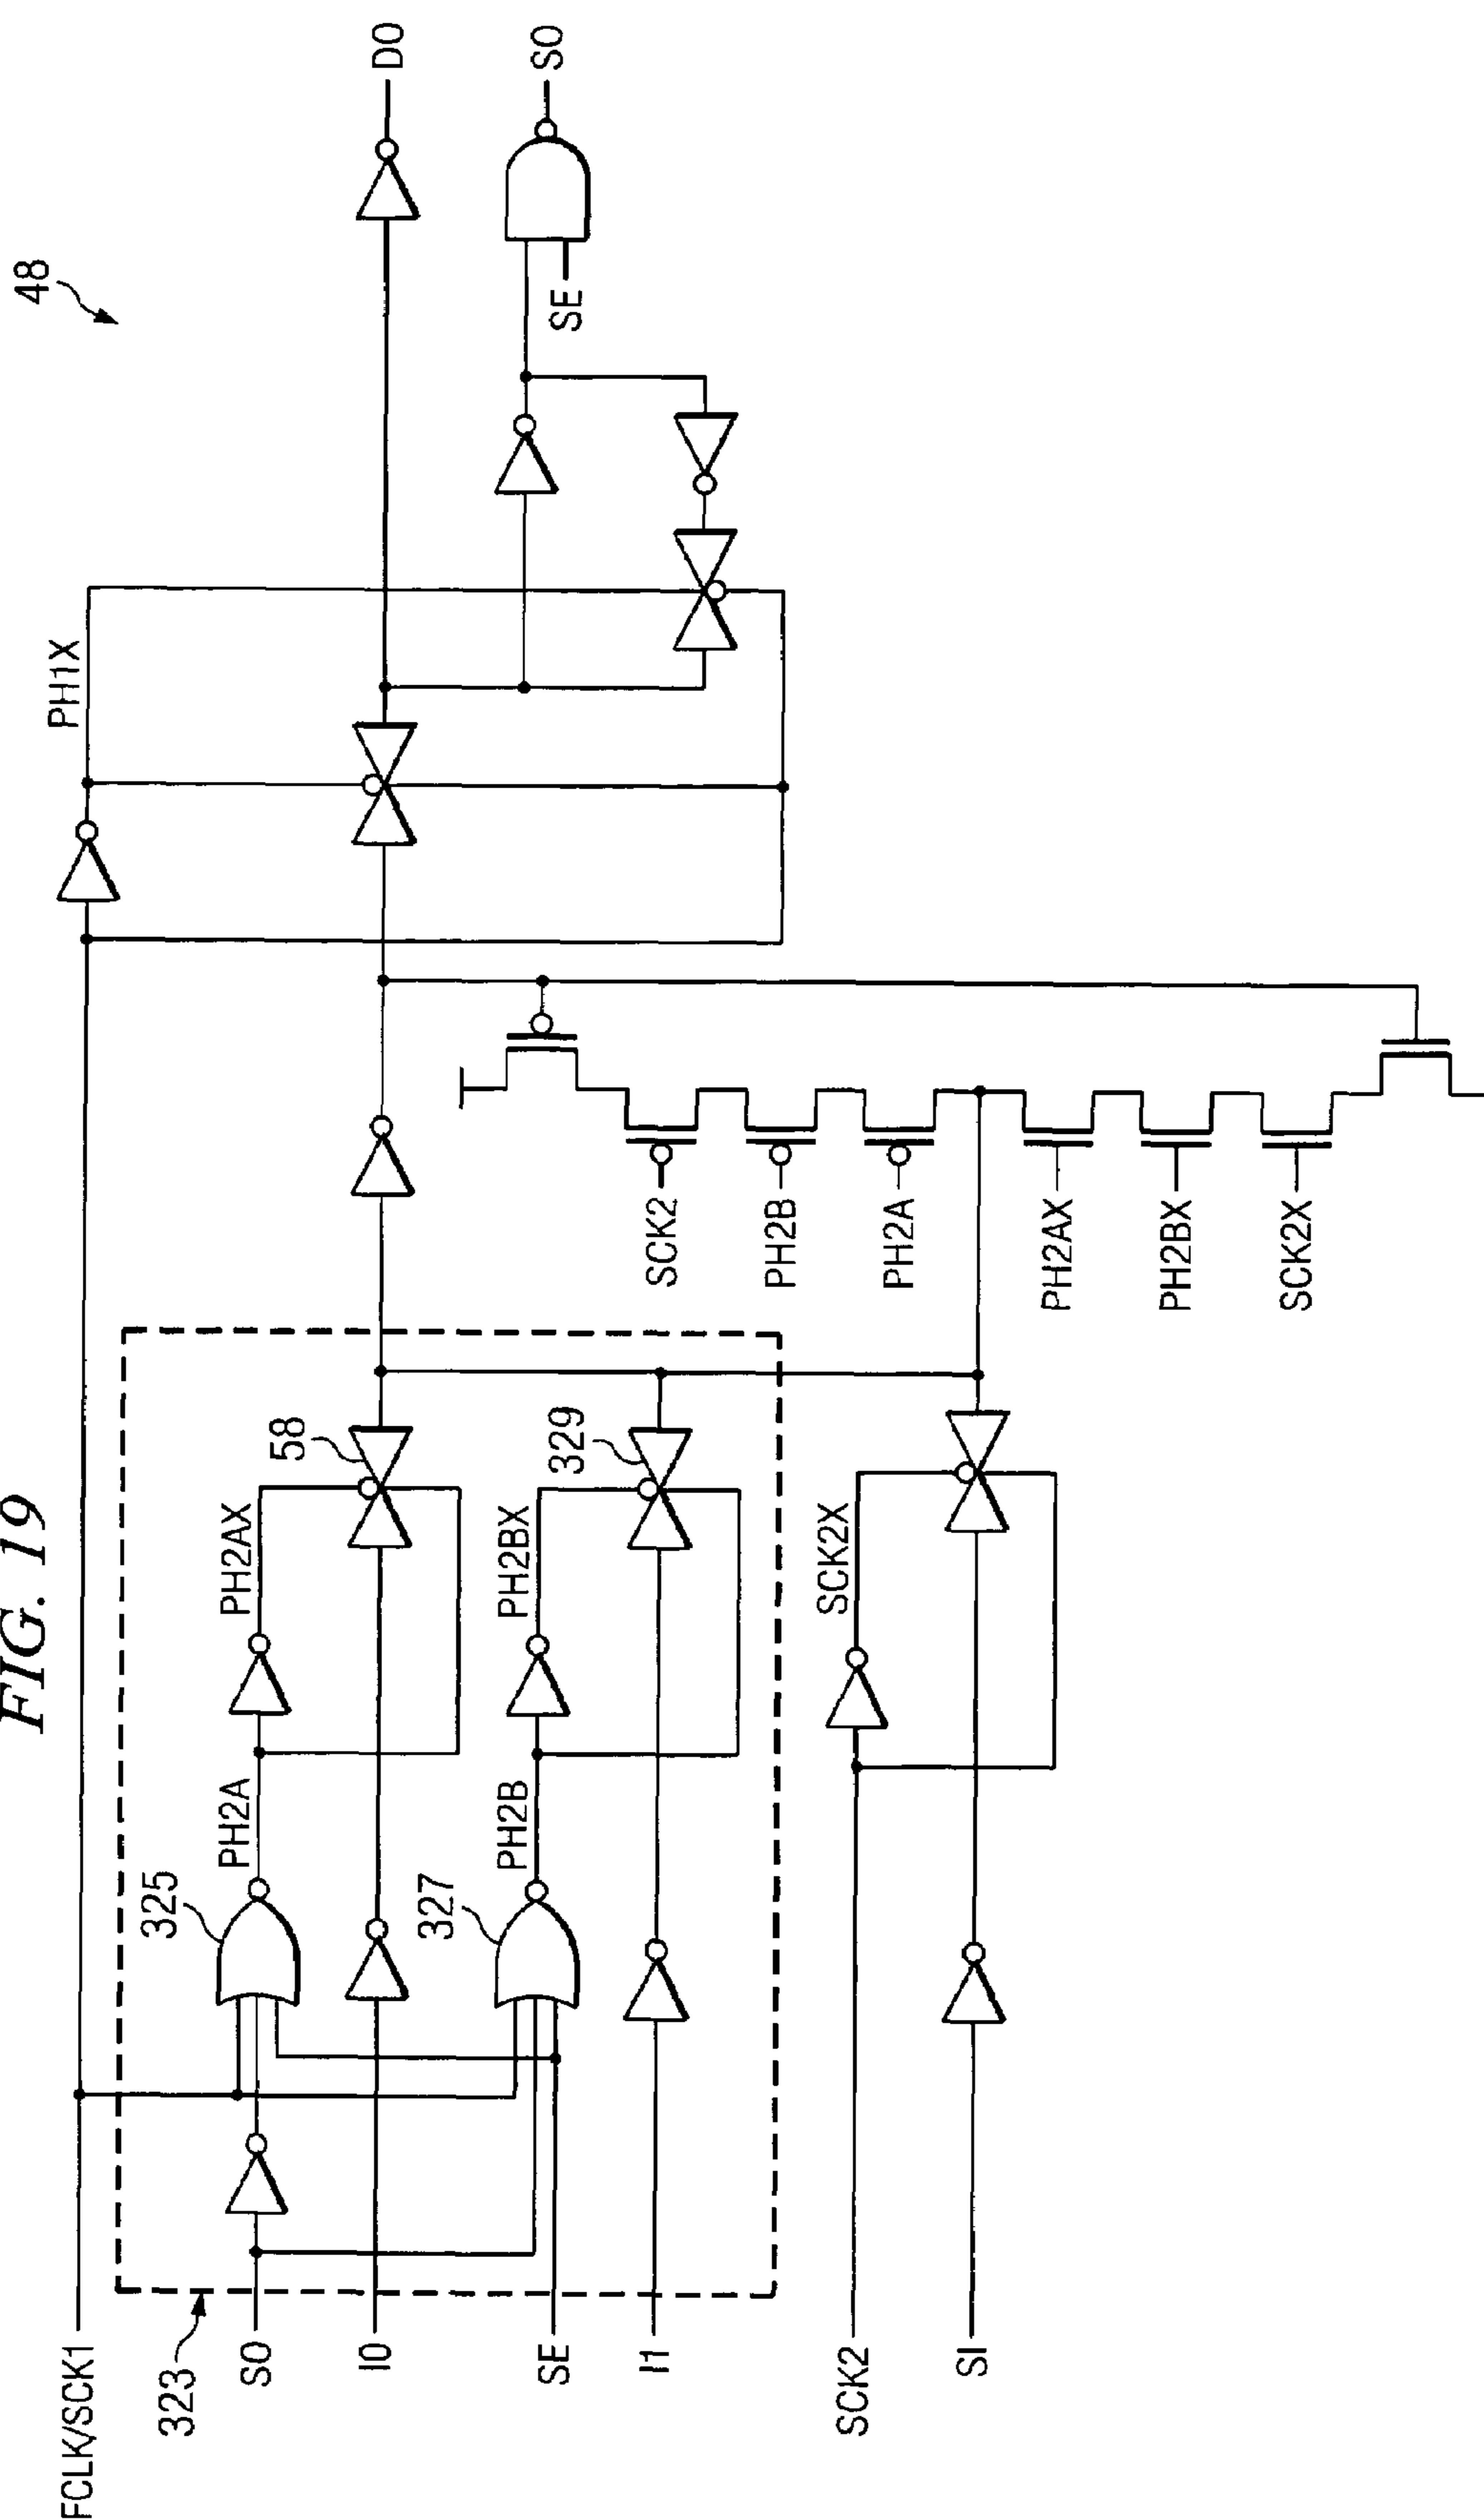 FIG. 19
48
FCLK/SCK1
PH1X
323
S0
325
PH2A
PH2AX
58
DO
I0
327
PH2B
PH2BX
329
SE
SO
SE
I1
SCK2
PH2B
PH2A
PH2AX
PH2BX
SCK2X
SCK2
SCK2X
SI